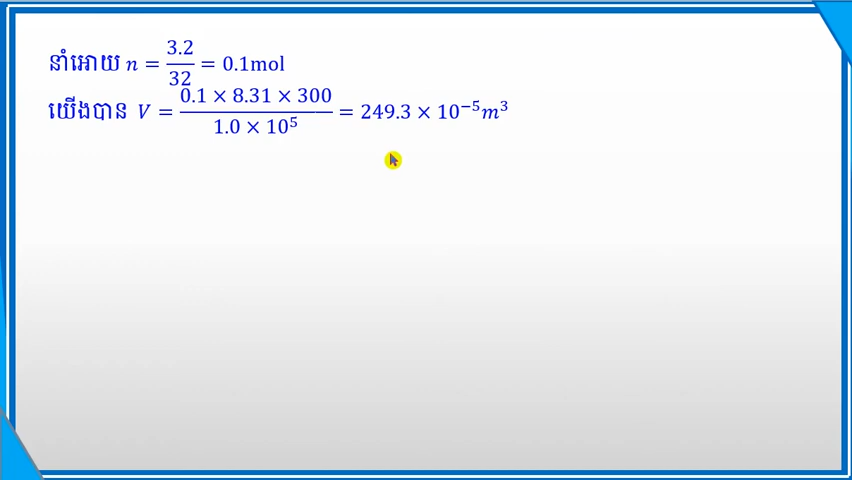 នាំអោយ n = 3.2/32 = 0.1mol
យើងបាន V = (0.1 × 8.31 × 300)/(1.0 × 10⁵) = 249.3 × 10⁻⁵m³